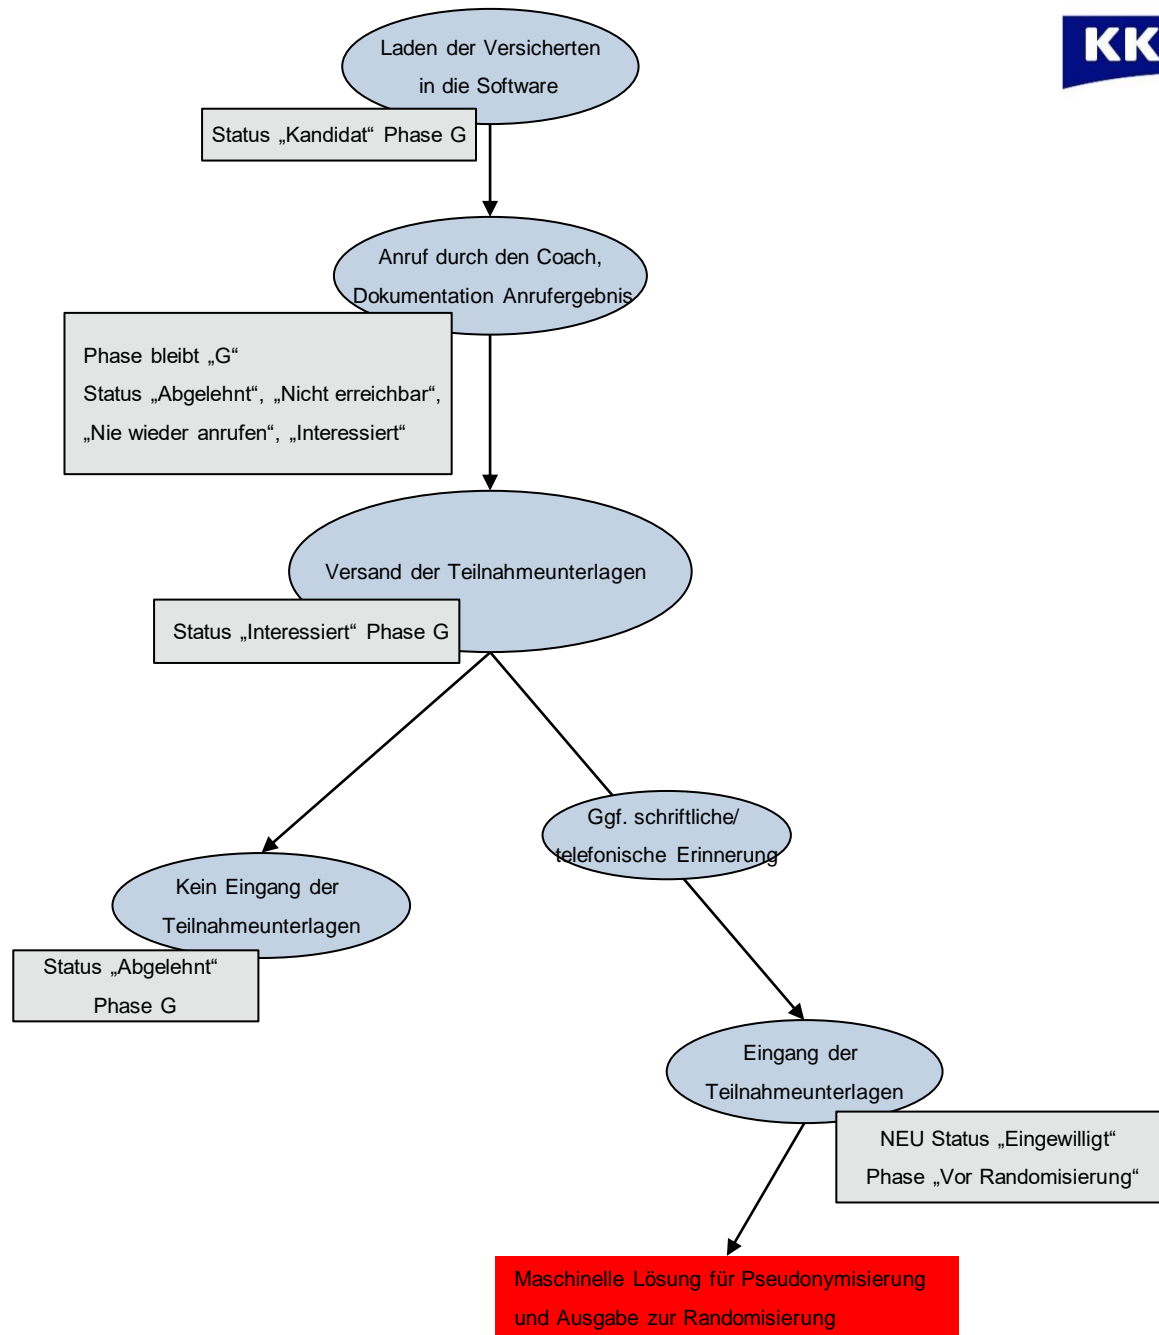 Laden der Versicherten
in die Software
KK
Status „Kandidat“ Phase G
Anruf durch den Coach,
Dokumentation Anrufergebnis
Phase bleibt „G“
Status „Abgelehnt“, „Nicht erreichbar“,
„Nie wieder anrufen“, „Interessiert“
Versand der Teilnahmeunterlagen
Status „Interessiert“ Phase G
Ggf. schriftliche/
telefonische Erinnerung
Kein Eingang der
Teilnahmeunterlagen
Status „Abgelehnt“
Phase G
Eingang der
Teilnahmeunterlagen
NEU Status „Eingewilligt“
Phase „Vor Randomisierung“
Maschinelle Lösung für Pseudonymisierung
und Ausgabe zur Randomisierung